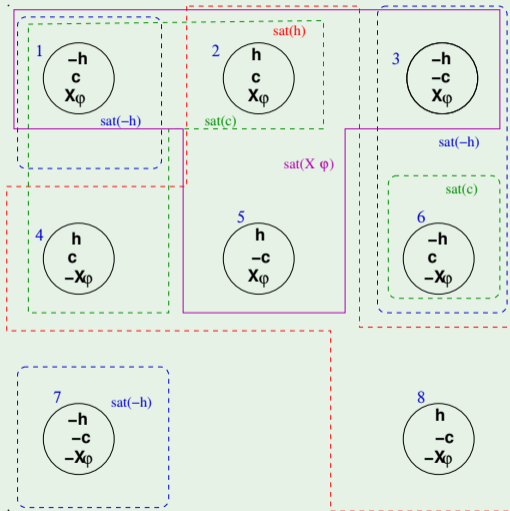 1
−h
c
Xφ
sat(−h)
2
h
c
Xφ
sat(h)
sat(c)
3
−h
−c
Xφ
sat(−h)
sat(X φ)
4
h
c
−Xφ
5
h
−c
Xφ
sat(c)
6
−h
c
−Xφ
7
−h
−c
−Xφ
sat(−h)
8
h
−c
−Xφ